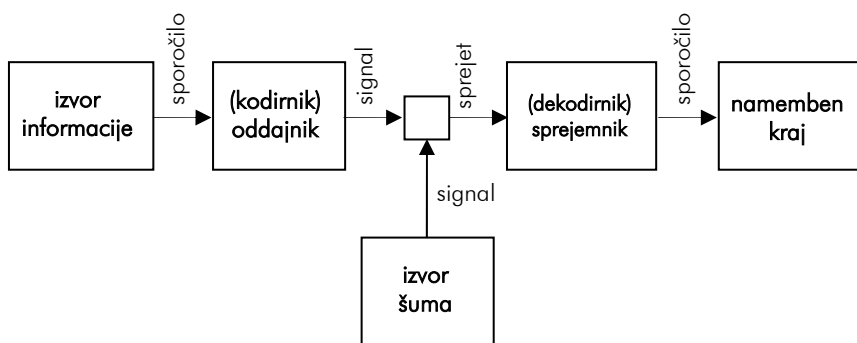 izvor
informacije
sporočilo
(kodirnik)
oddajnik
signal
sprejet
(dekodirnik)
sprejemnik
sporočilo
namemben
kraj
signal
izvor
šuma